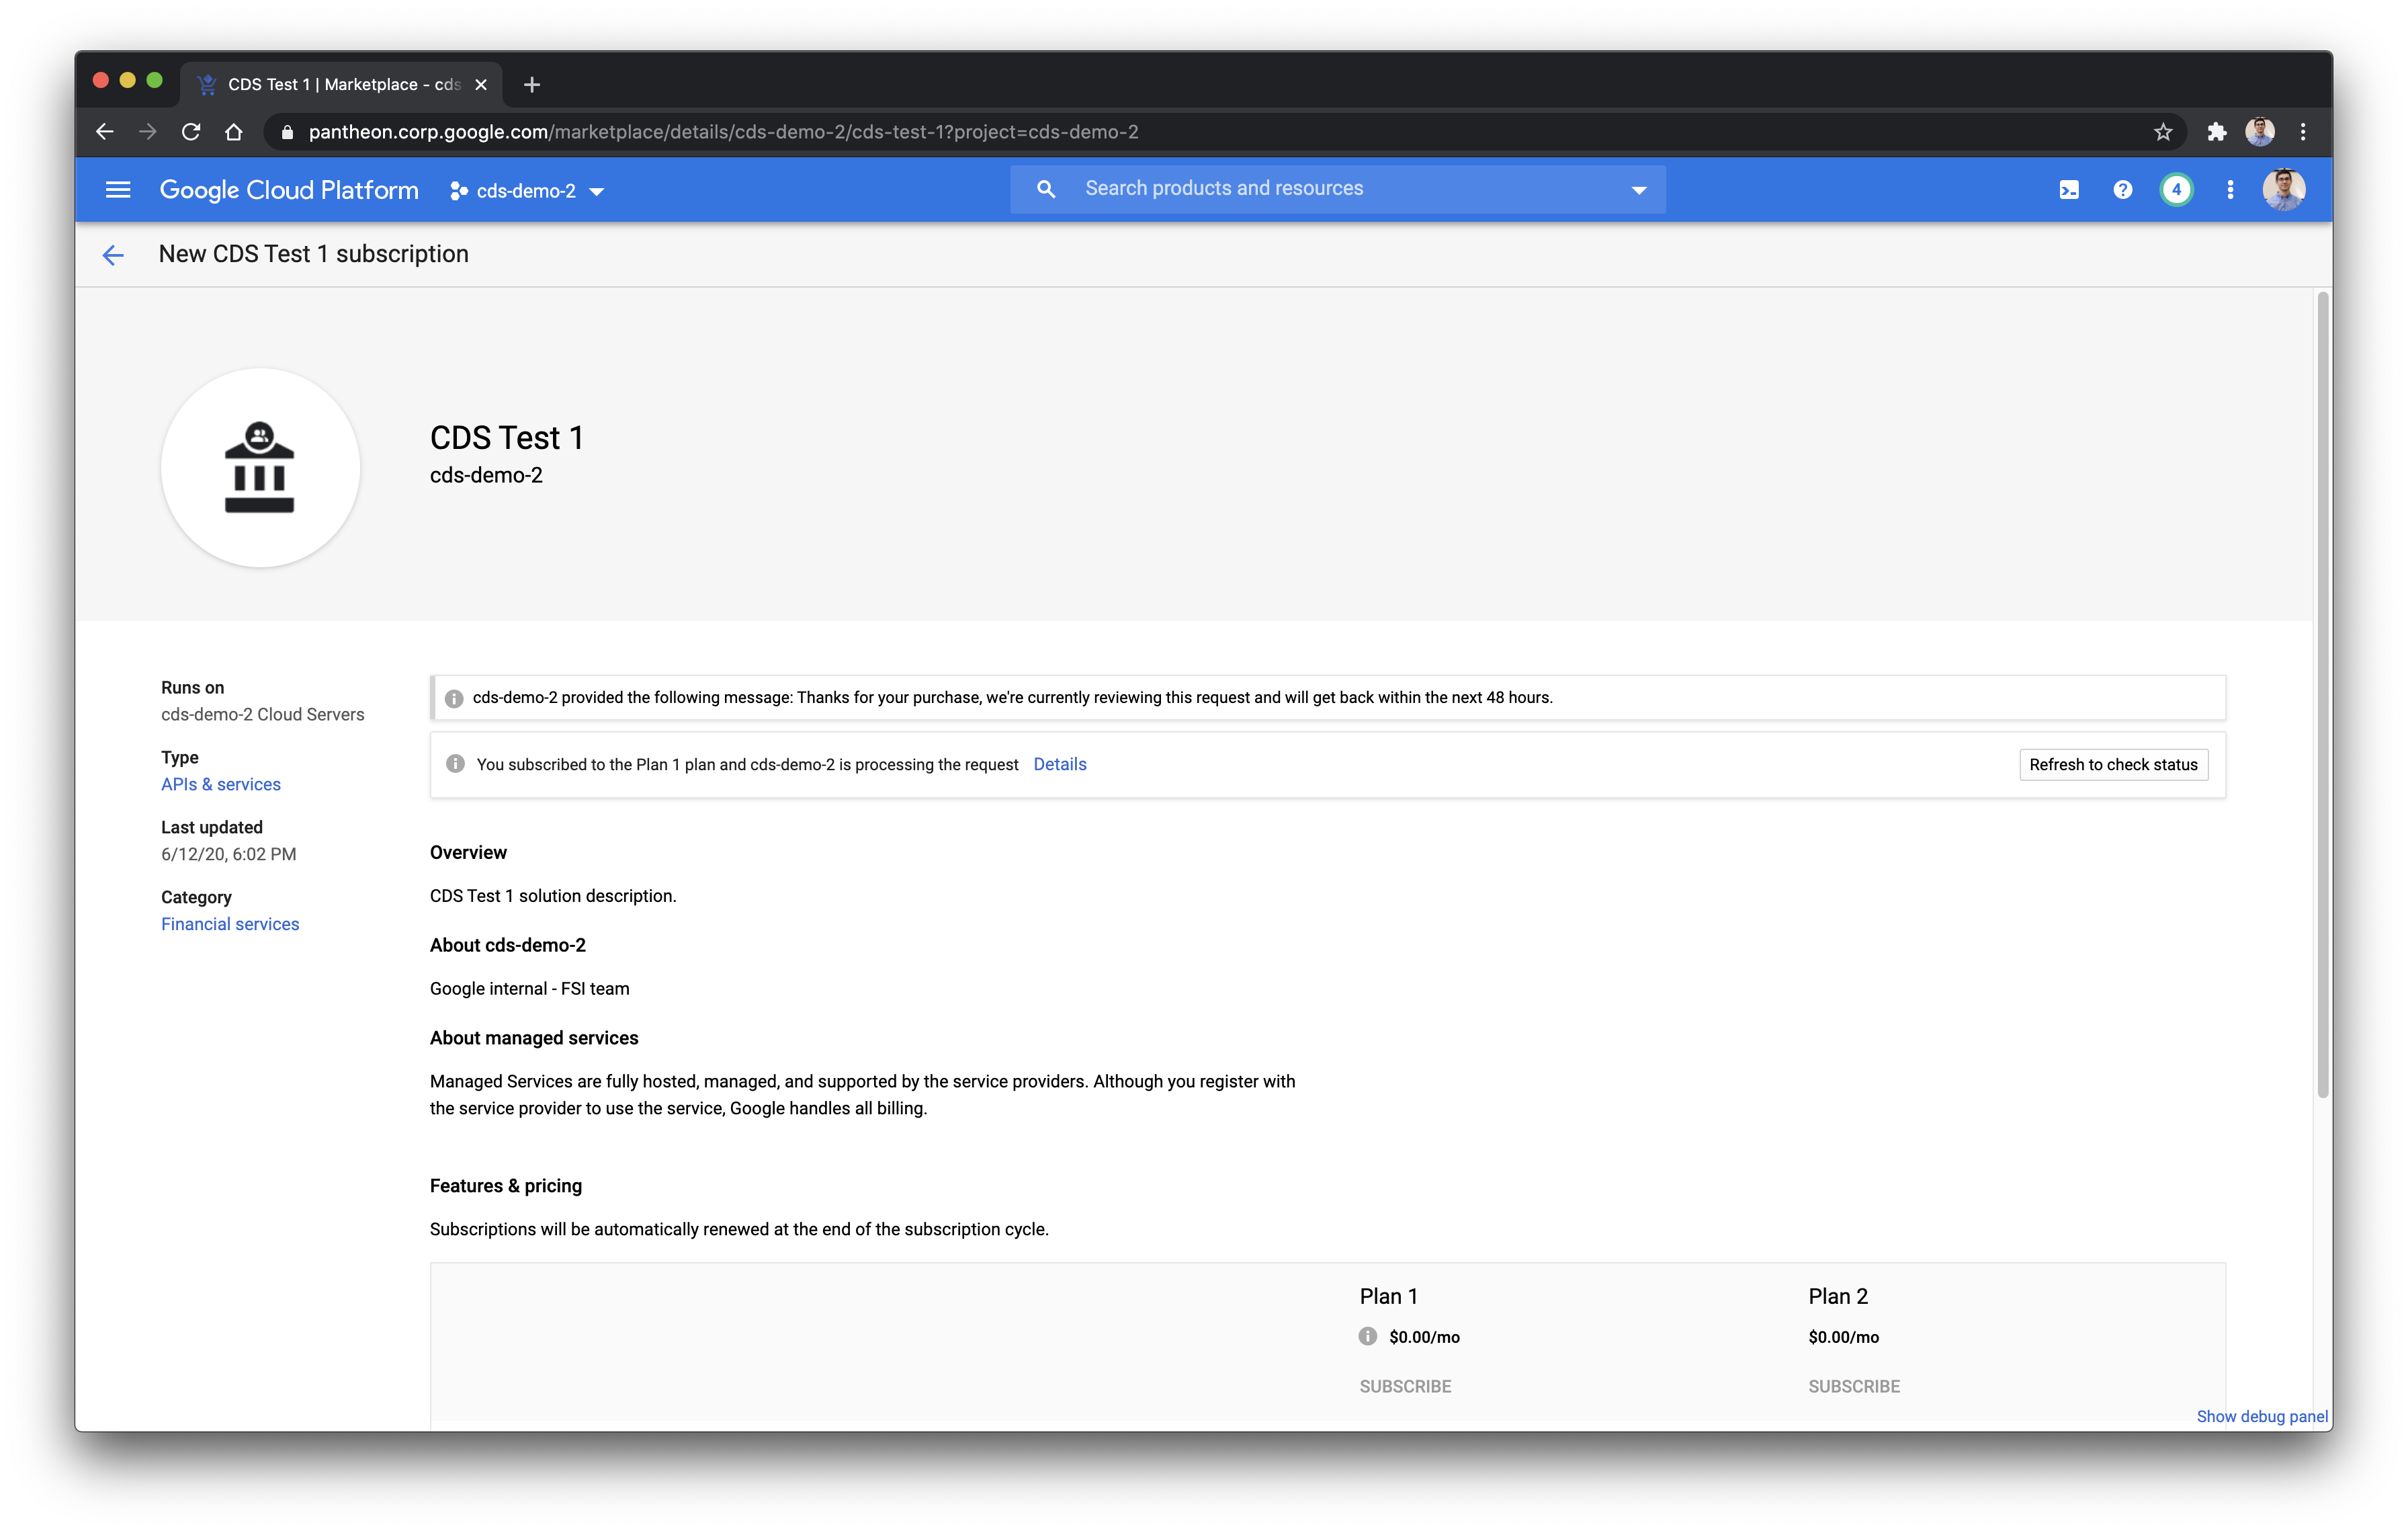 CDS Test 1 | Marketplace - cds
pantheon.corp.google.com/marketplace/details/cds-demo-2/cds-test-1?project=cds-demo-2
Google Cloud Platform
cds-demo-2
Search products and resources
4
New CDS Test 1 subscription
CDS Test 1
cds-demo-2
Runs on
cds-demo-2 Cloud Servers
Type
APIs & services
Last updated
6/12/20, 6:02 PM
Category
Financial services
cds-demo-2 provided the following message: Thanks for your purchase, we're currently reviewing this request and will get back within the next 48 hours.
You subscribed to the Plan 1 plan and cds-demo-2 is processing the request Details
Refresh to check status
Overview
CDS Test 1 solution description.
About cds-demo-2
Google internal - FSI team
About managed services
Managed Services are fully hosted, managed, and supported by the service providers. Although you register with
the service provider to use the service, Google handles all billing.
Features & pricing
Subscriptions will be automatically renewed at the end of the subscription cycle.
Plan 1
$0.00/mo
SUBSCRIBE
Plan 2
$0.00/mo
SUBSCRIBE
Show debug panel